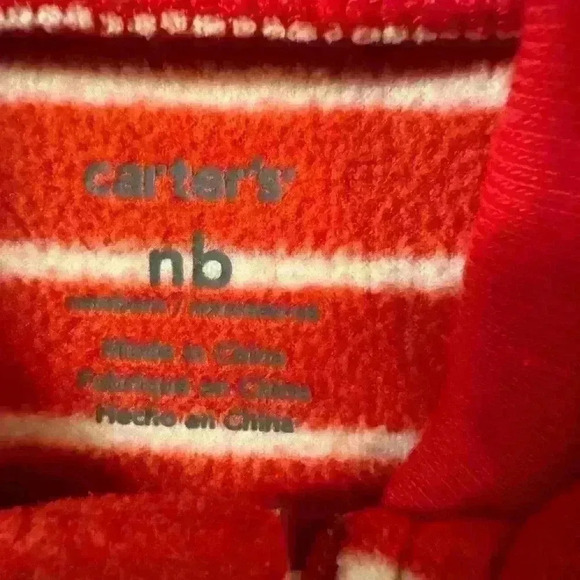 carter's
nb
Made in China
Fabriqué en Chine
Hecho en China